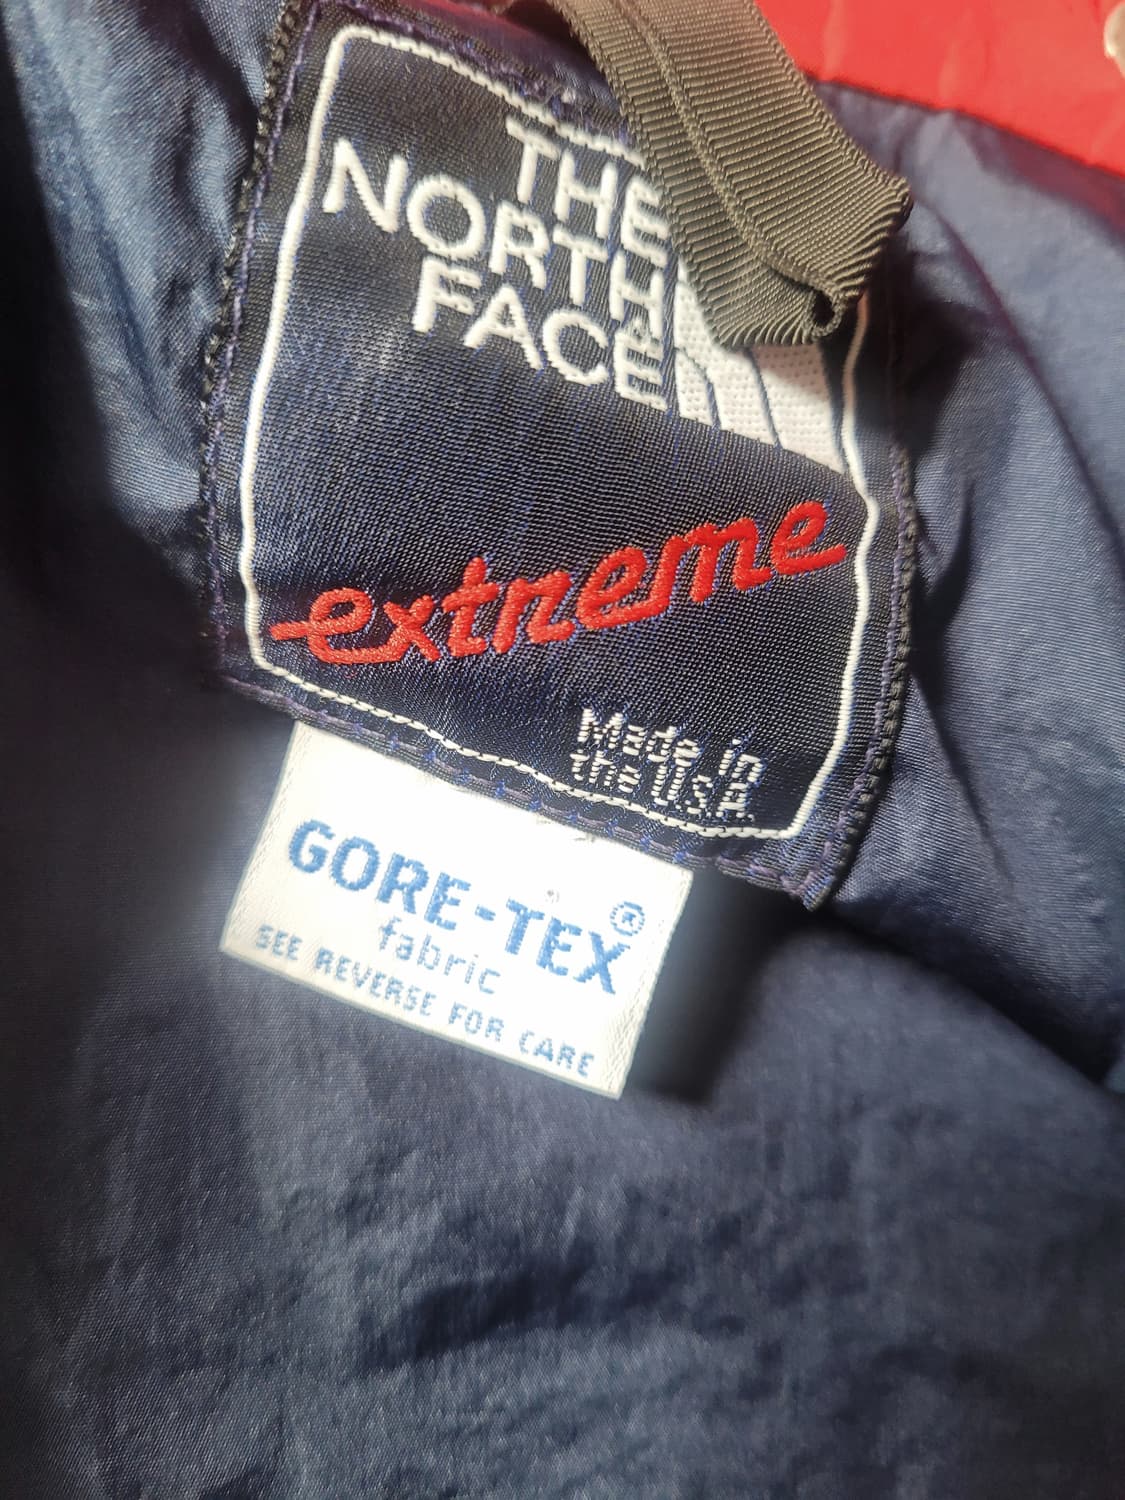 THE
NORTH
FACE
extreme
Made in
the U.S.A.
GORE-TEX®
fabric
SEE REVERSE FOR CARE